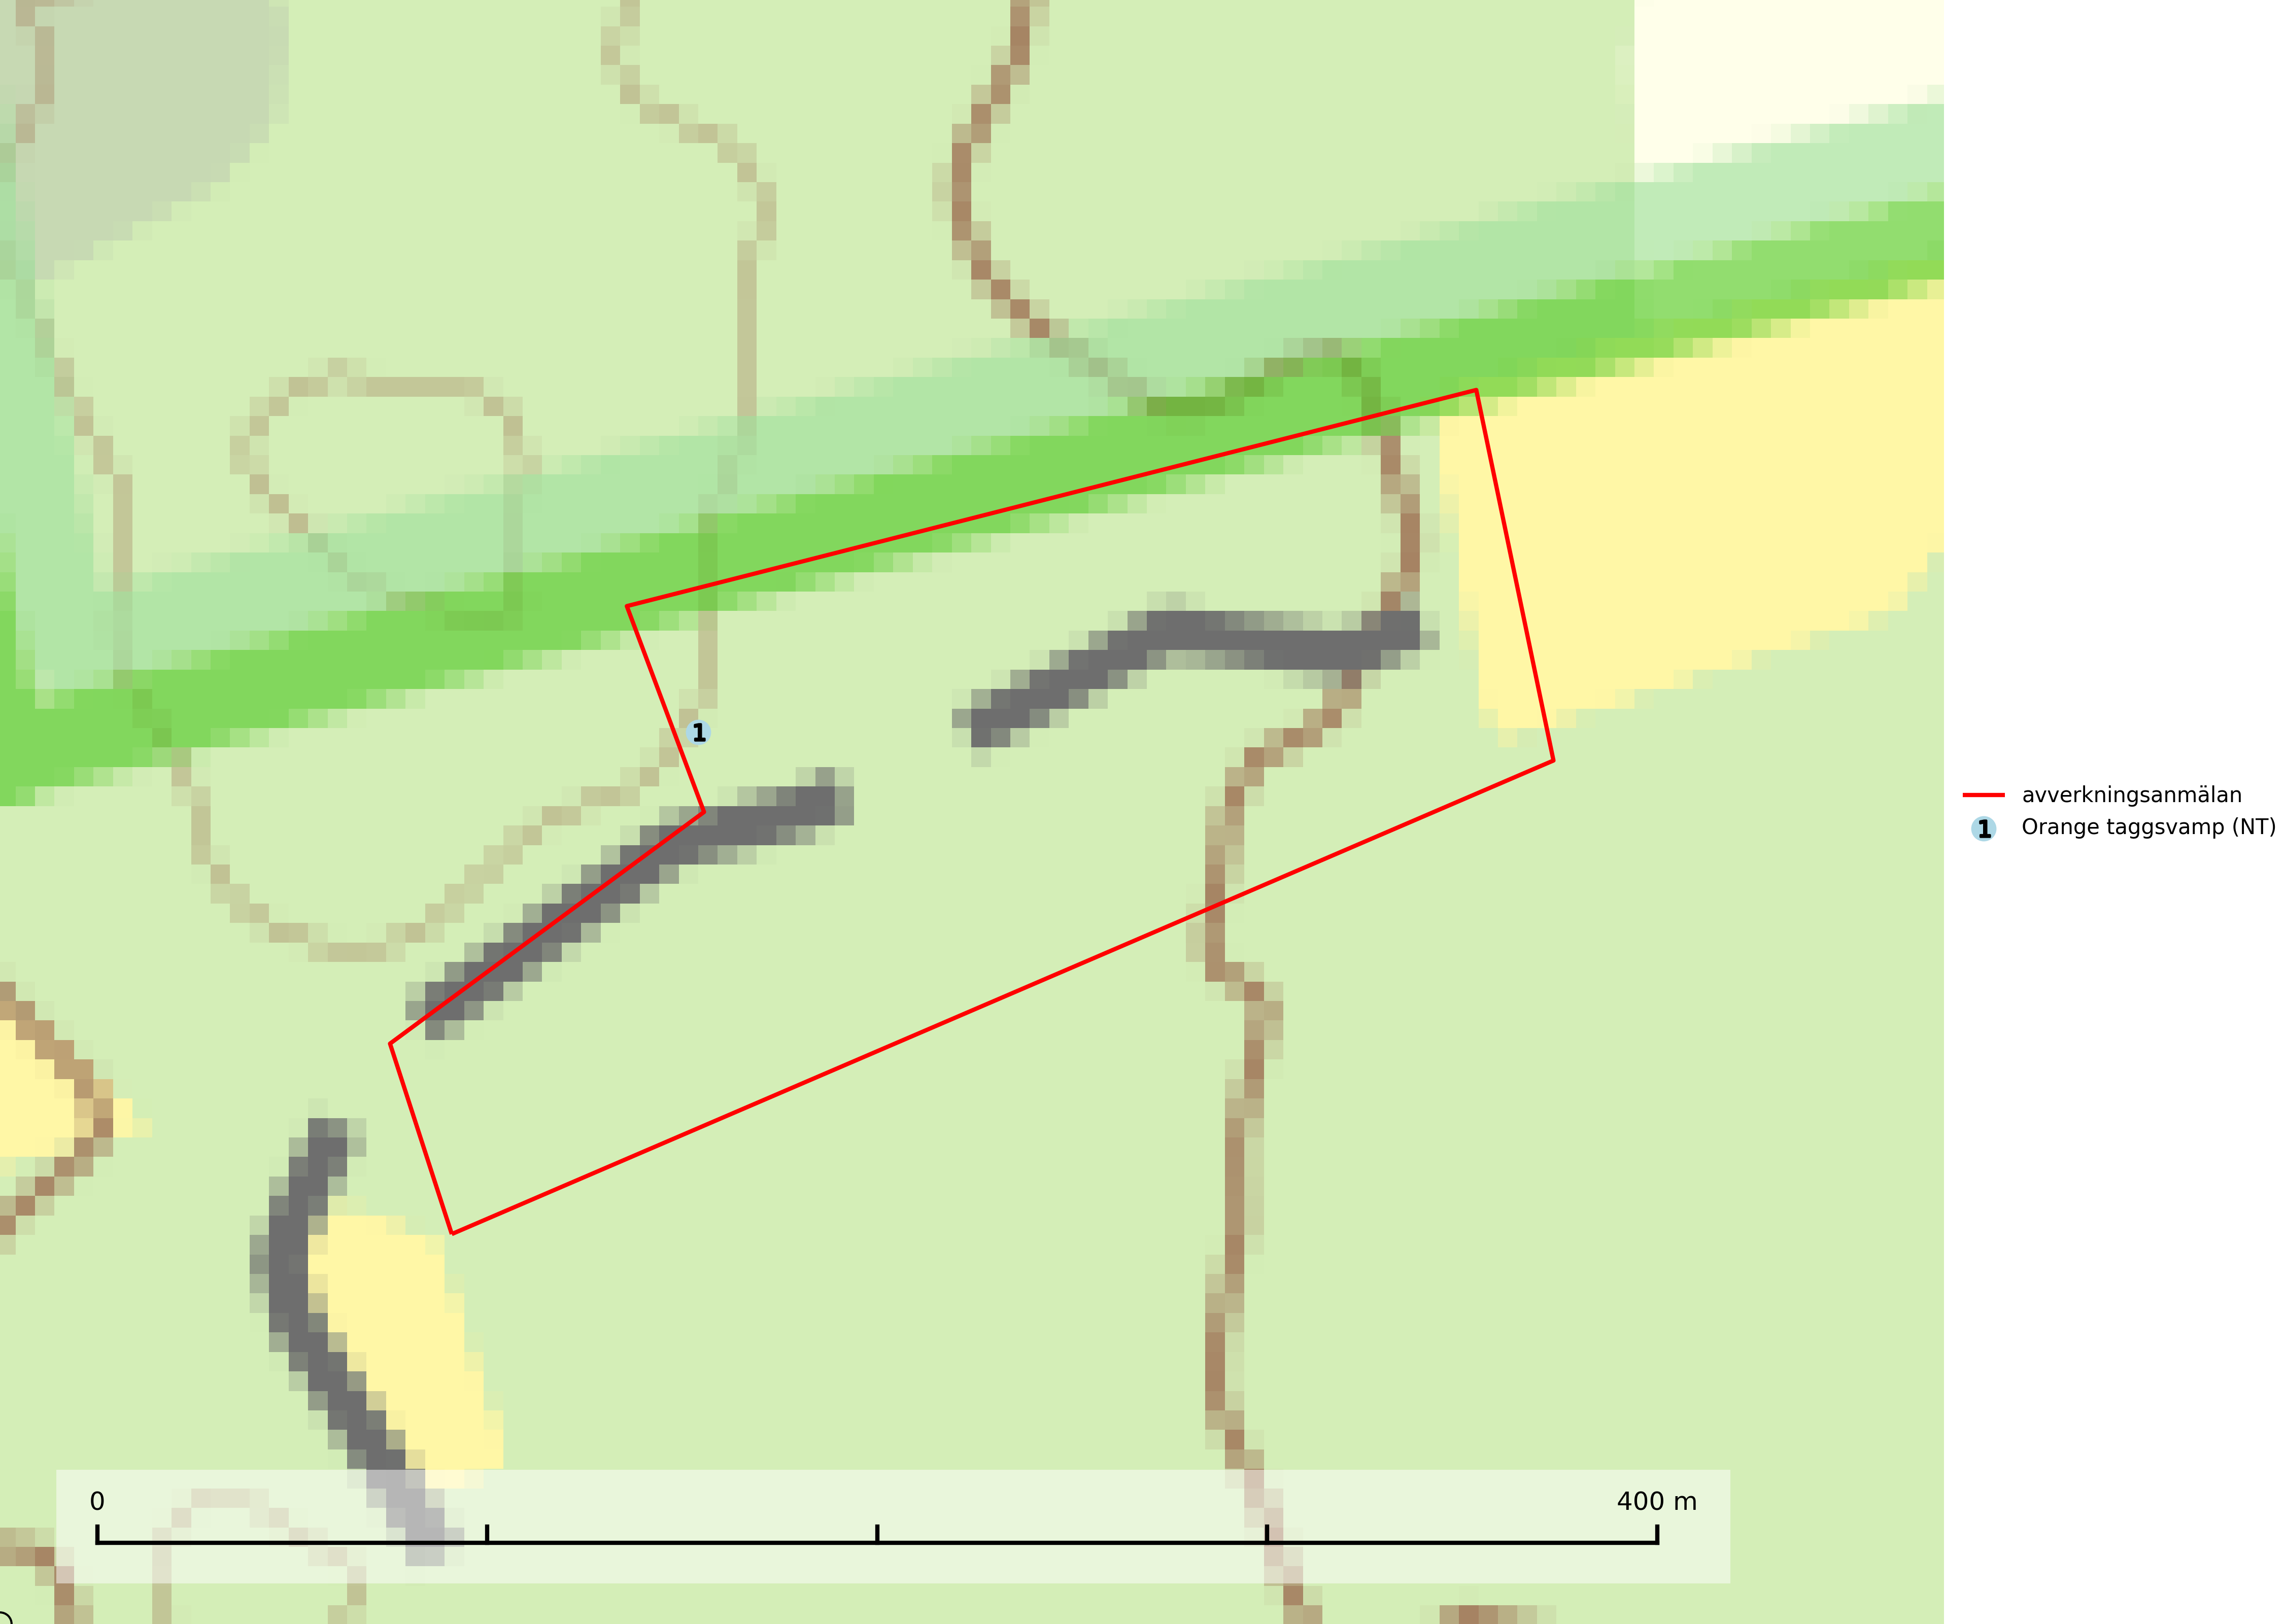 1
avverkningsanmälan
1 Orange taggsvamp (NT)
0 400 m